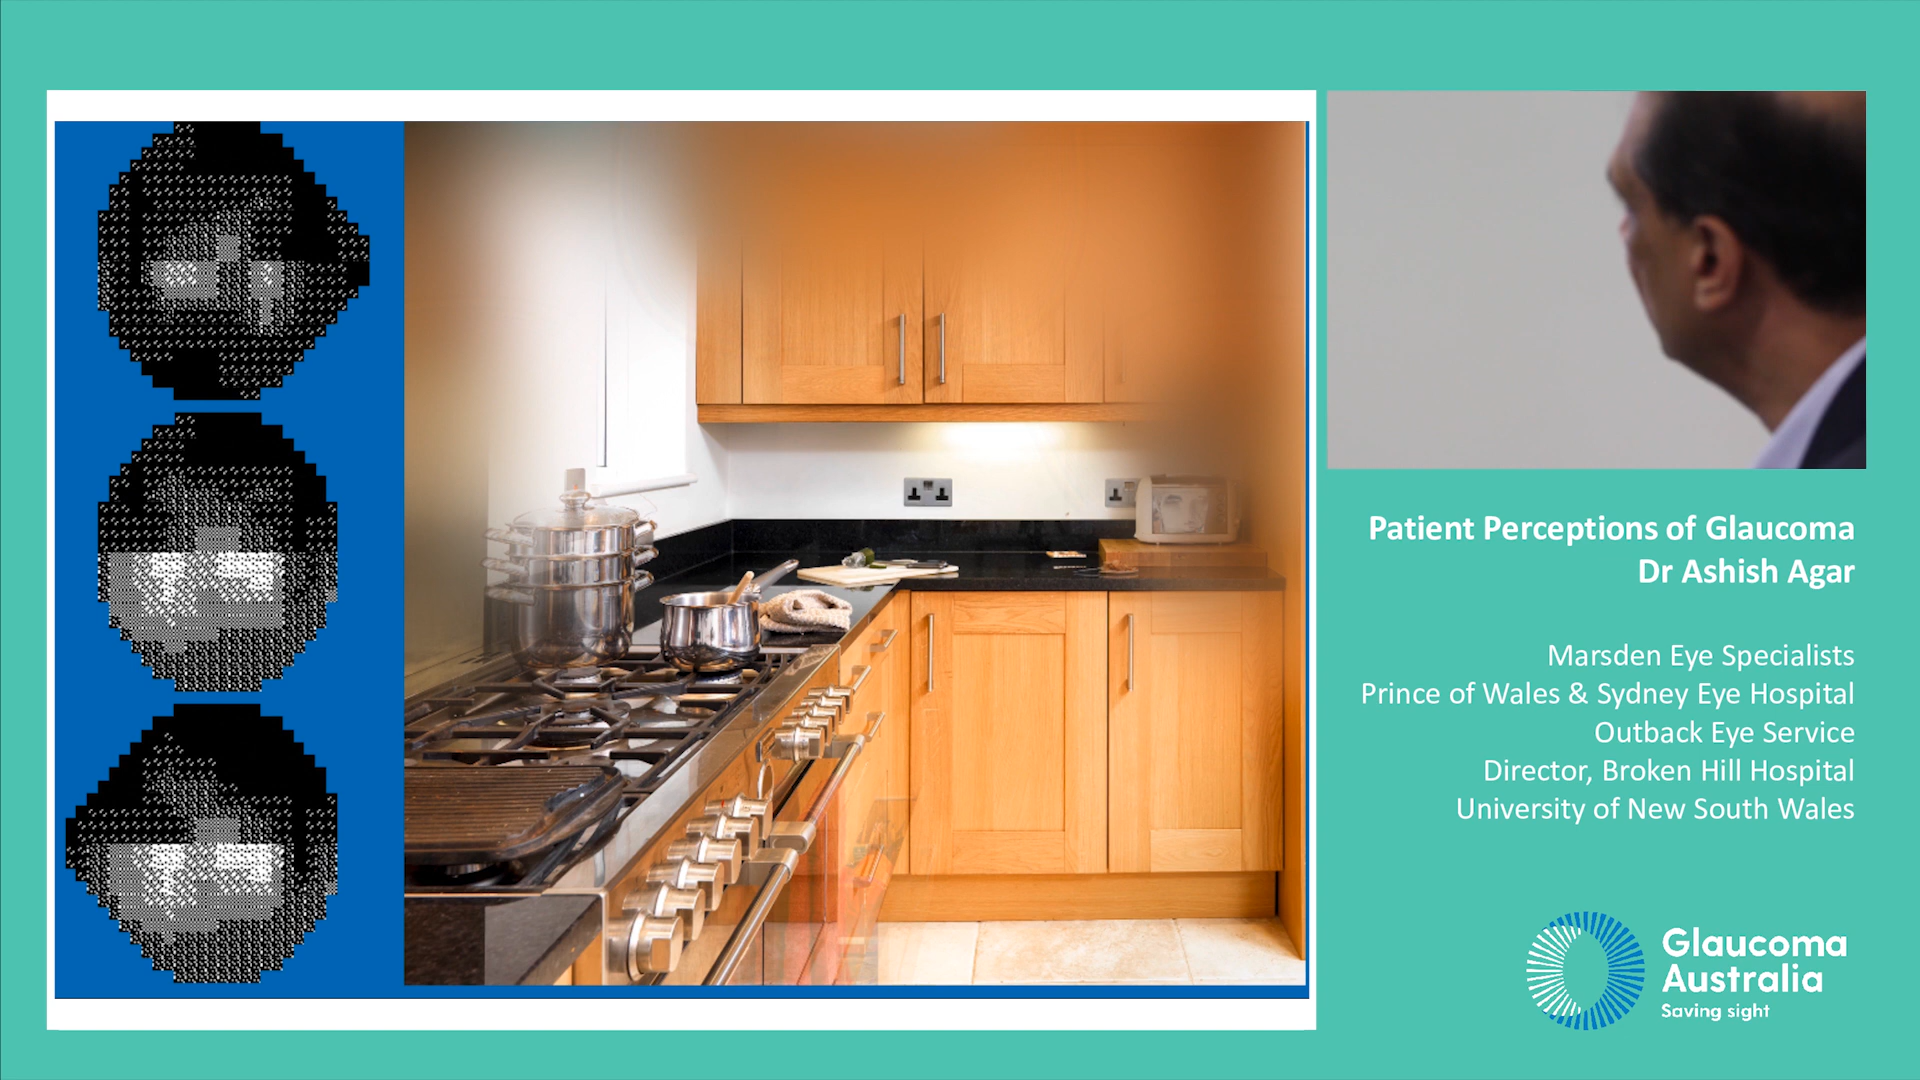 Patient Perceptions of Glaucoma
Dr Ashish Agar
Marsden Eye Specialists
Prince of Wales & Sydney Eye Hospital
Outback Eye Service
Director, Broken Hill Hospital
University of New South Wales
Glaucoma
Australia
Saving sight